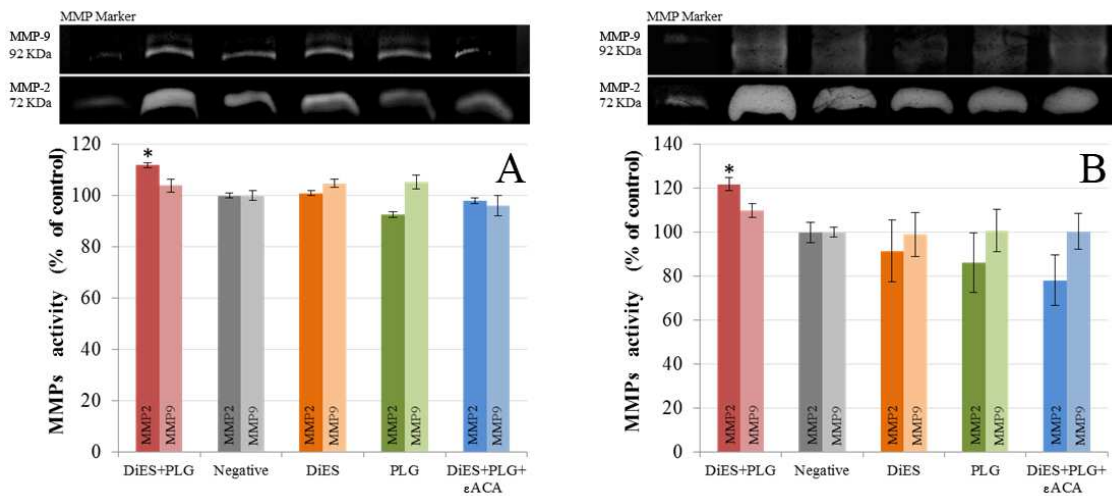 MMP Marker
MMP-9
92 KDa
MMP-2
72 KDa
MMPs activity (% of control)
120
100
80
60
40
20
0
*
A
MMP2
MMP9
MMP2
MMP9
MMP2
MMP9
MMP2
MMP9
MMP2
MMP9
DiES+PLG
Negative
DiES
PLG
DiES+PLG+
εACA
MMP Marker
MMP-9
92 KDa
MMP-2
72 KDa
MMPs activity (% of control)
140
120
100
80
60
40
20
0
*
B
MMP2
MMP9
MMP2
MMP9
MMP2
MMP9
MMP2
MMP9
MMP2
MMP9
DiES+PLG
Negative
DiES
PLG
DiES+PLG+
εACA